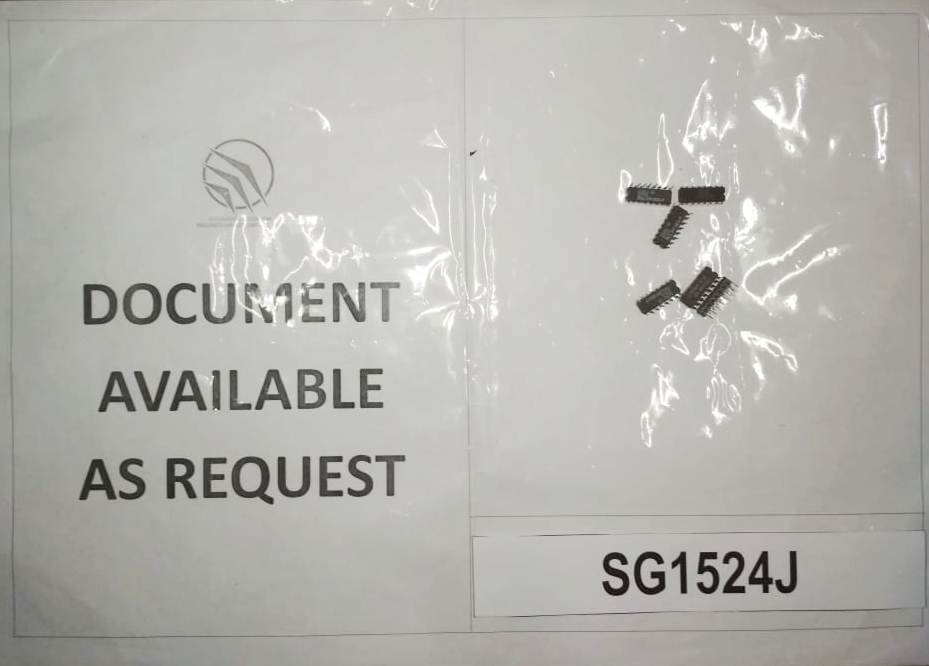 DOCUMENT
AVAILABLE
AS REQUEST
SG1524J